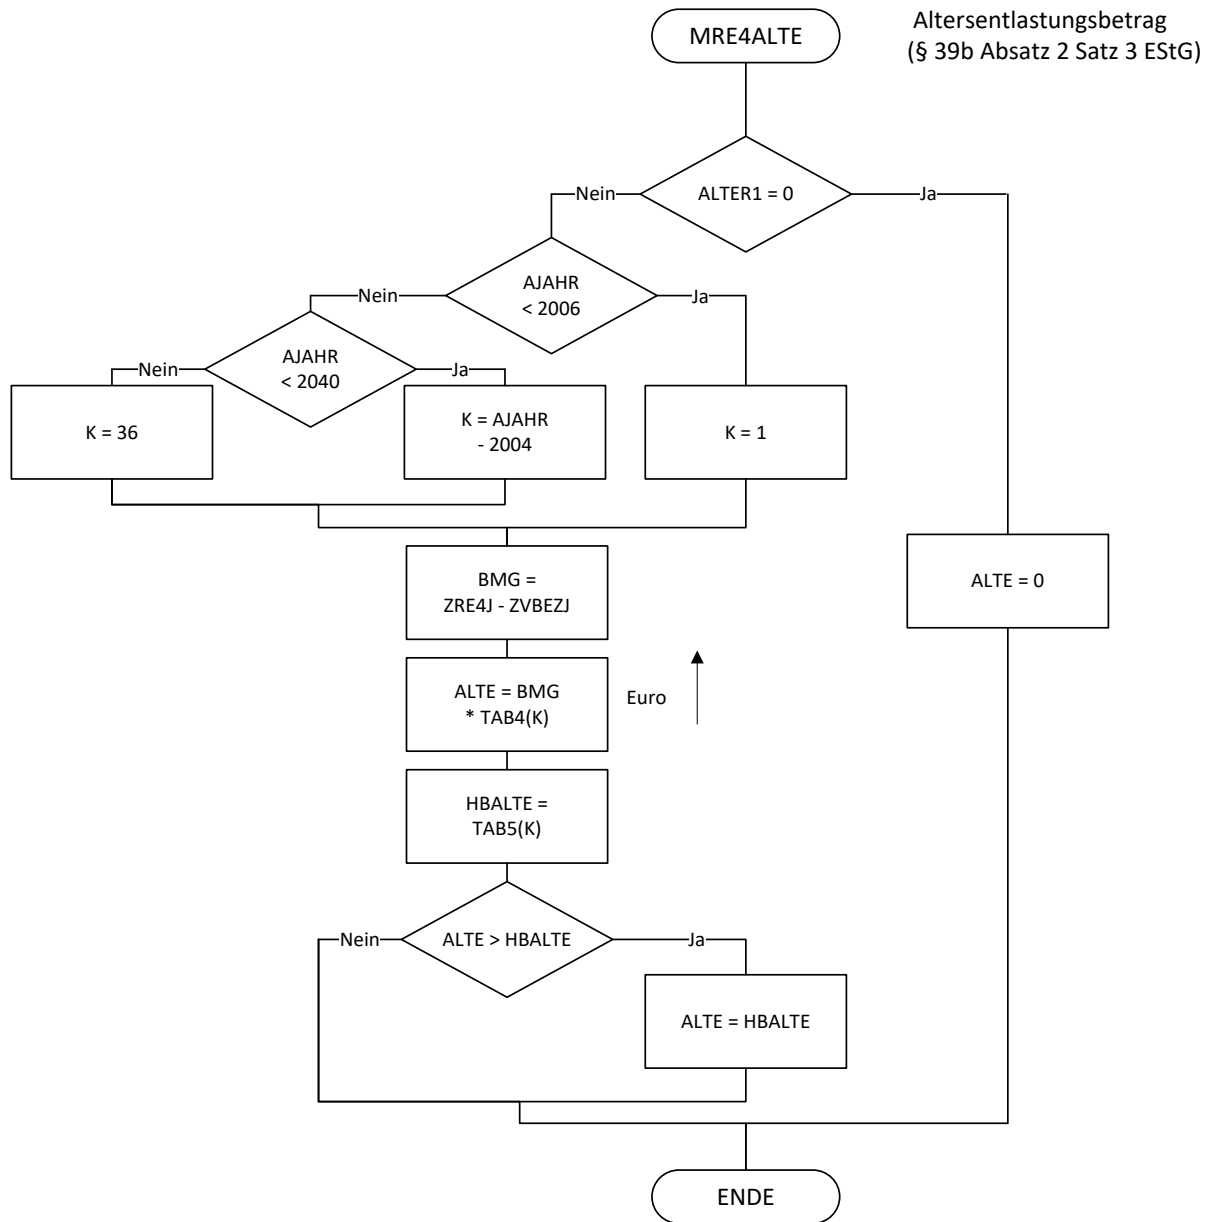 MRE4ALTE
Altersentlastungsbetrag
(§ 39b Absatz 2 Satz 3 EStG)
ALTER1 = 0
Nein
Ja
AJAHR
< 2006
Nein
Ja
AJAHR
< 2040
Nein
Ja
K = 36
K = AJAHR
- 2004
K = 1
BMG =
ZRE4J - ZVBEZJ
ALTE = 0
ALTE = BMG
* TAB4(K)
Euro
HBALTE =
TAB5(K)
ALTE > HBALTE
Nein
Ja
ALTE = HBALTE
ENDE